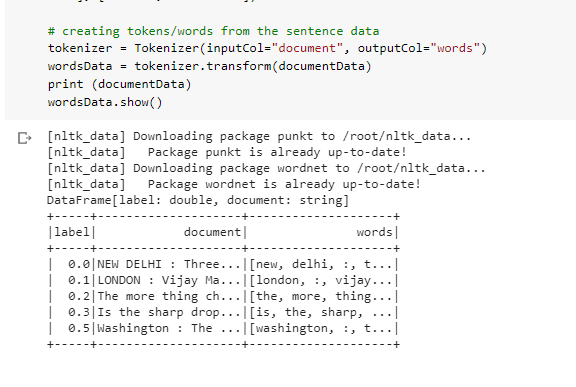 # creating tokens/words from the sentence data
tokenizer = Tokenizer(inputCol="document", outputCol="words")
wordsData = tokenizer.transform(documentData)
print (documentData)
wordsData.show()
[nltk_data] Downloading package punkt to /root/nltk_data...
[nltk_data]   Package punkt is already up-to-date!
[nltk_data] Downloading package wordnet to /root/nltk_data...
[nltk_data]   Package wordnet is already up-to-date!
DataFrame[label: double, document: string]
+-----+--------------------+--------------------+
|label|            document|               words|
+-----+--------------------+--------------------+
|  0.0|NEW DELHI : Three...|[new, delhi, :, t...|
|  0.1|LONDON : Vijay Ma...|[london, :, vijay...|
|  0.2|The more thing ch...|[the, more, thing...|
|  0.3|Is the sharp drop...|[is, the, sharp, ...|
|  0.5|Washington : The ...|[washington, :, t...|
+-----+--------------------+--------------------+